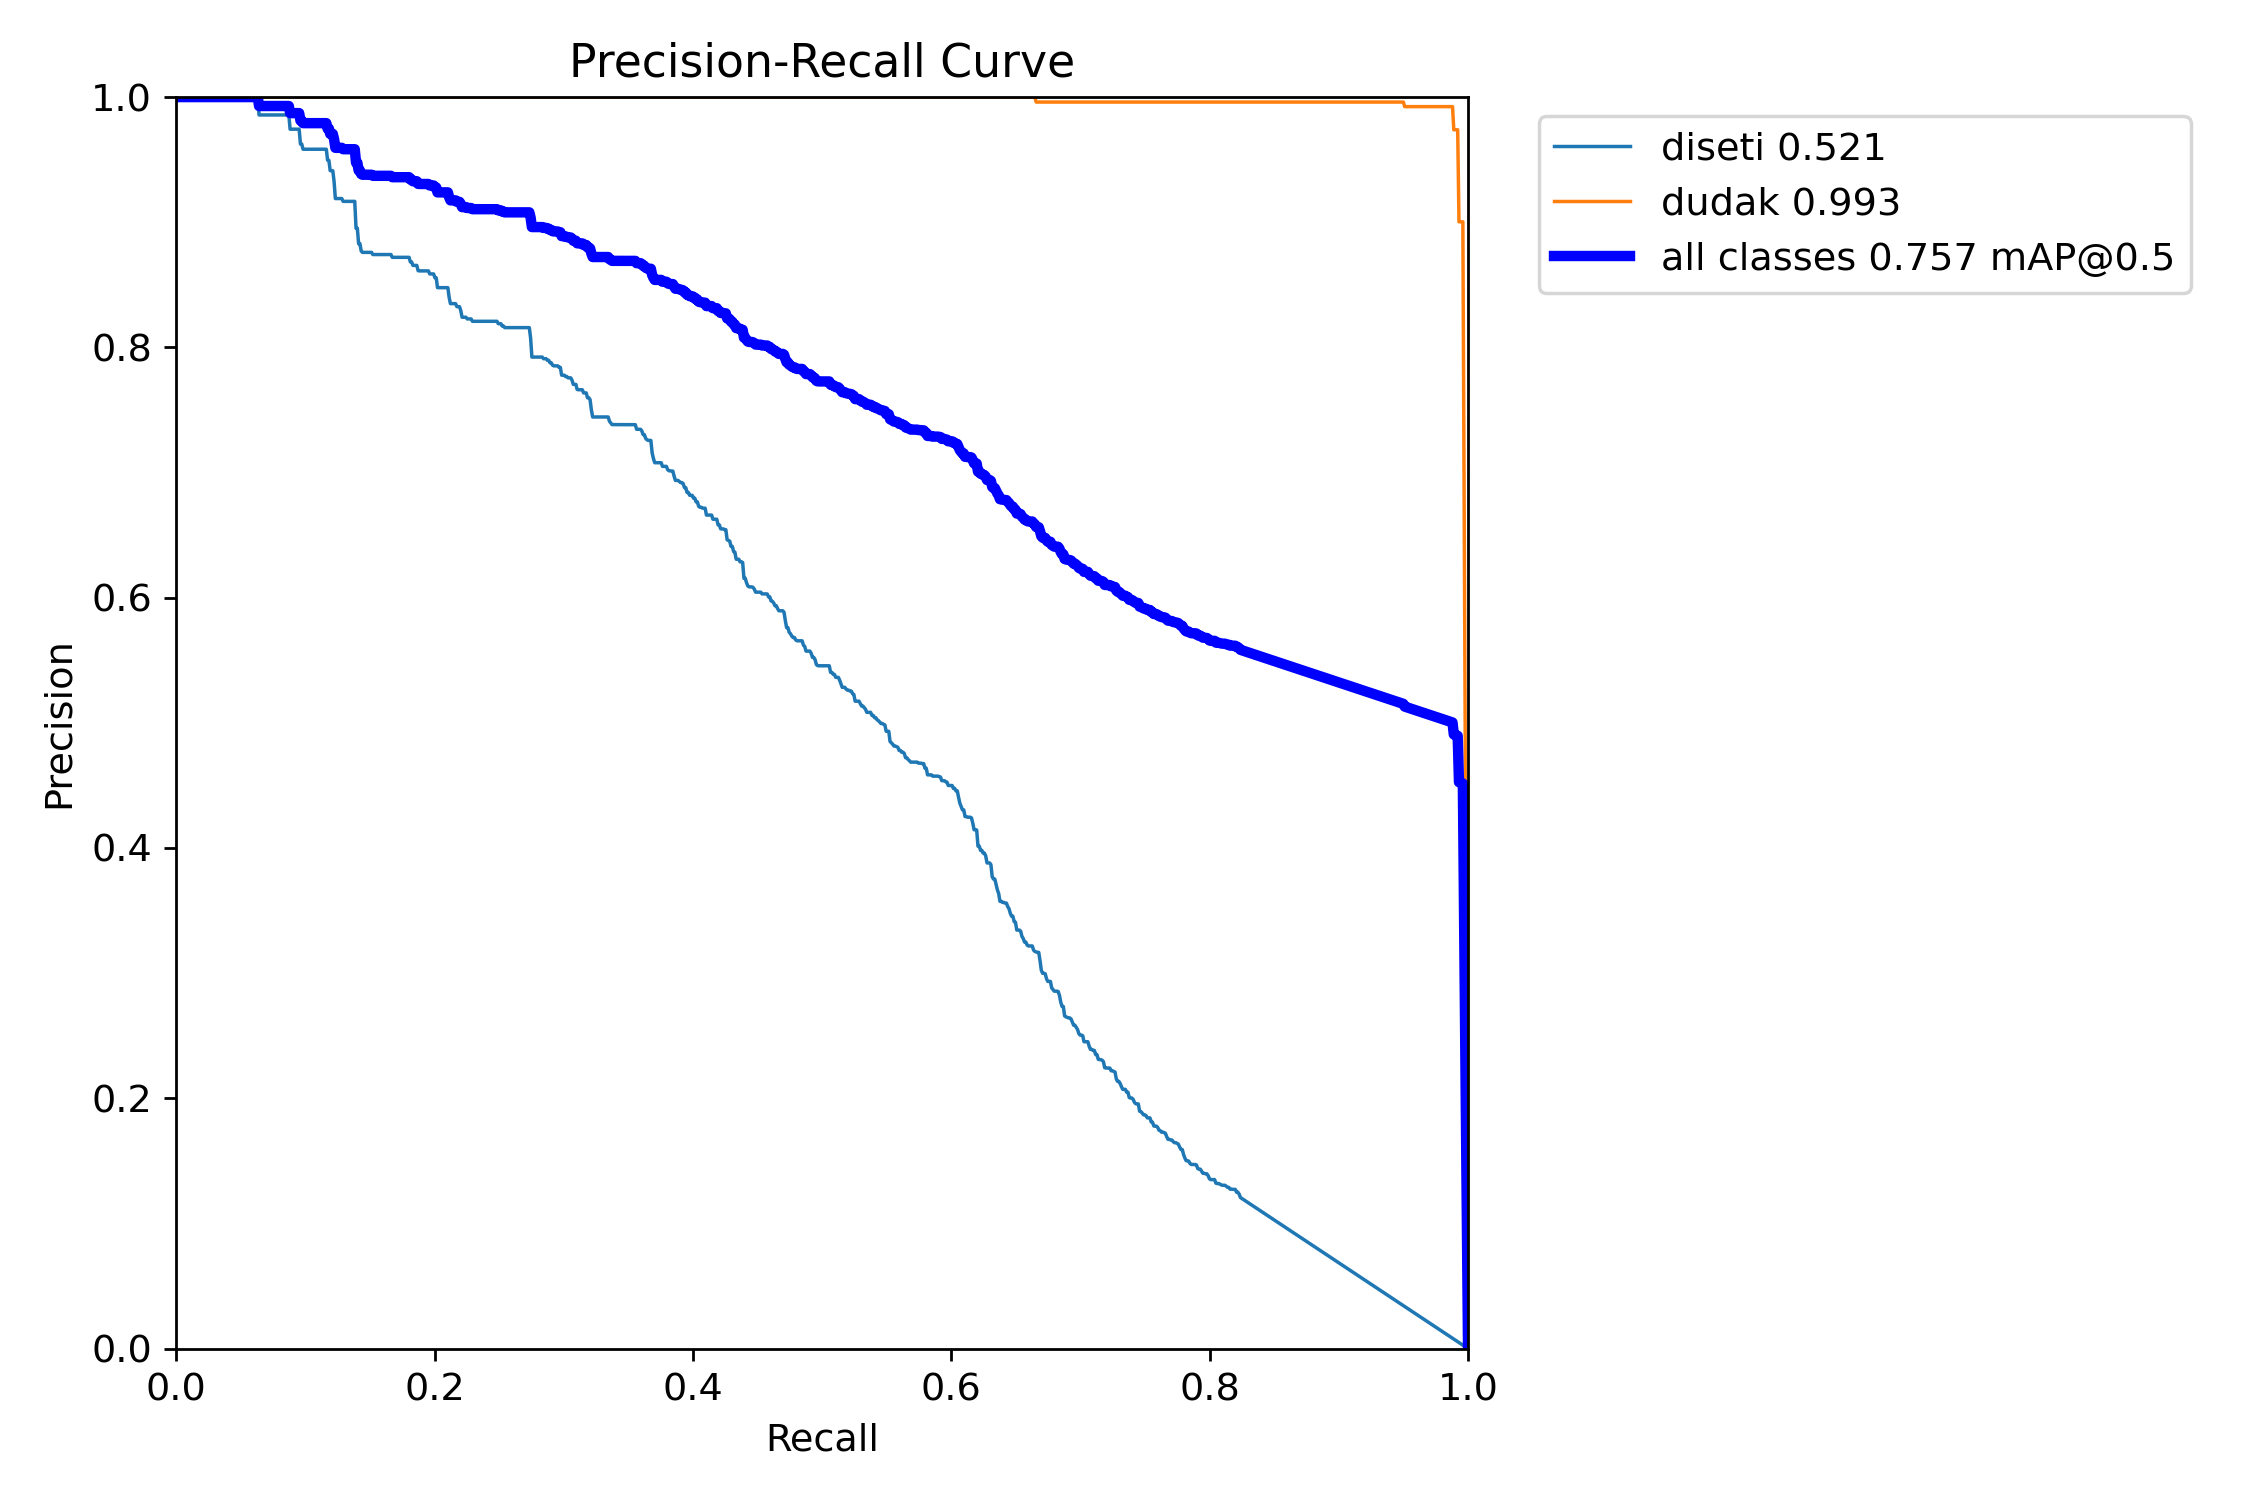 Precision-Recall Curve
1.0
0.8
0.6
0.4
0.2
0.0
Precision
0.0 0.2 0.4 0.6 0.8 1.0
Recall
diseti 0.521
dudak 0.993
all classes 0.757 mAP@0.5